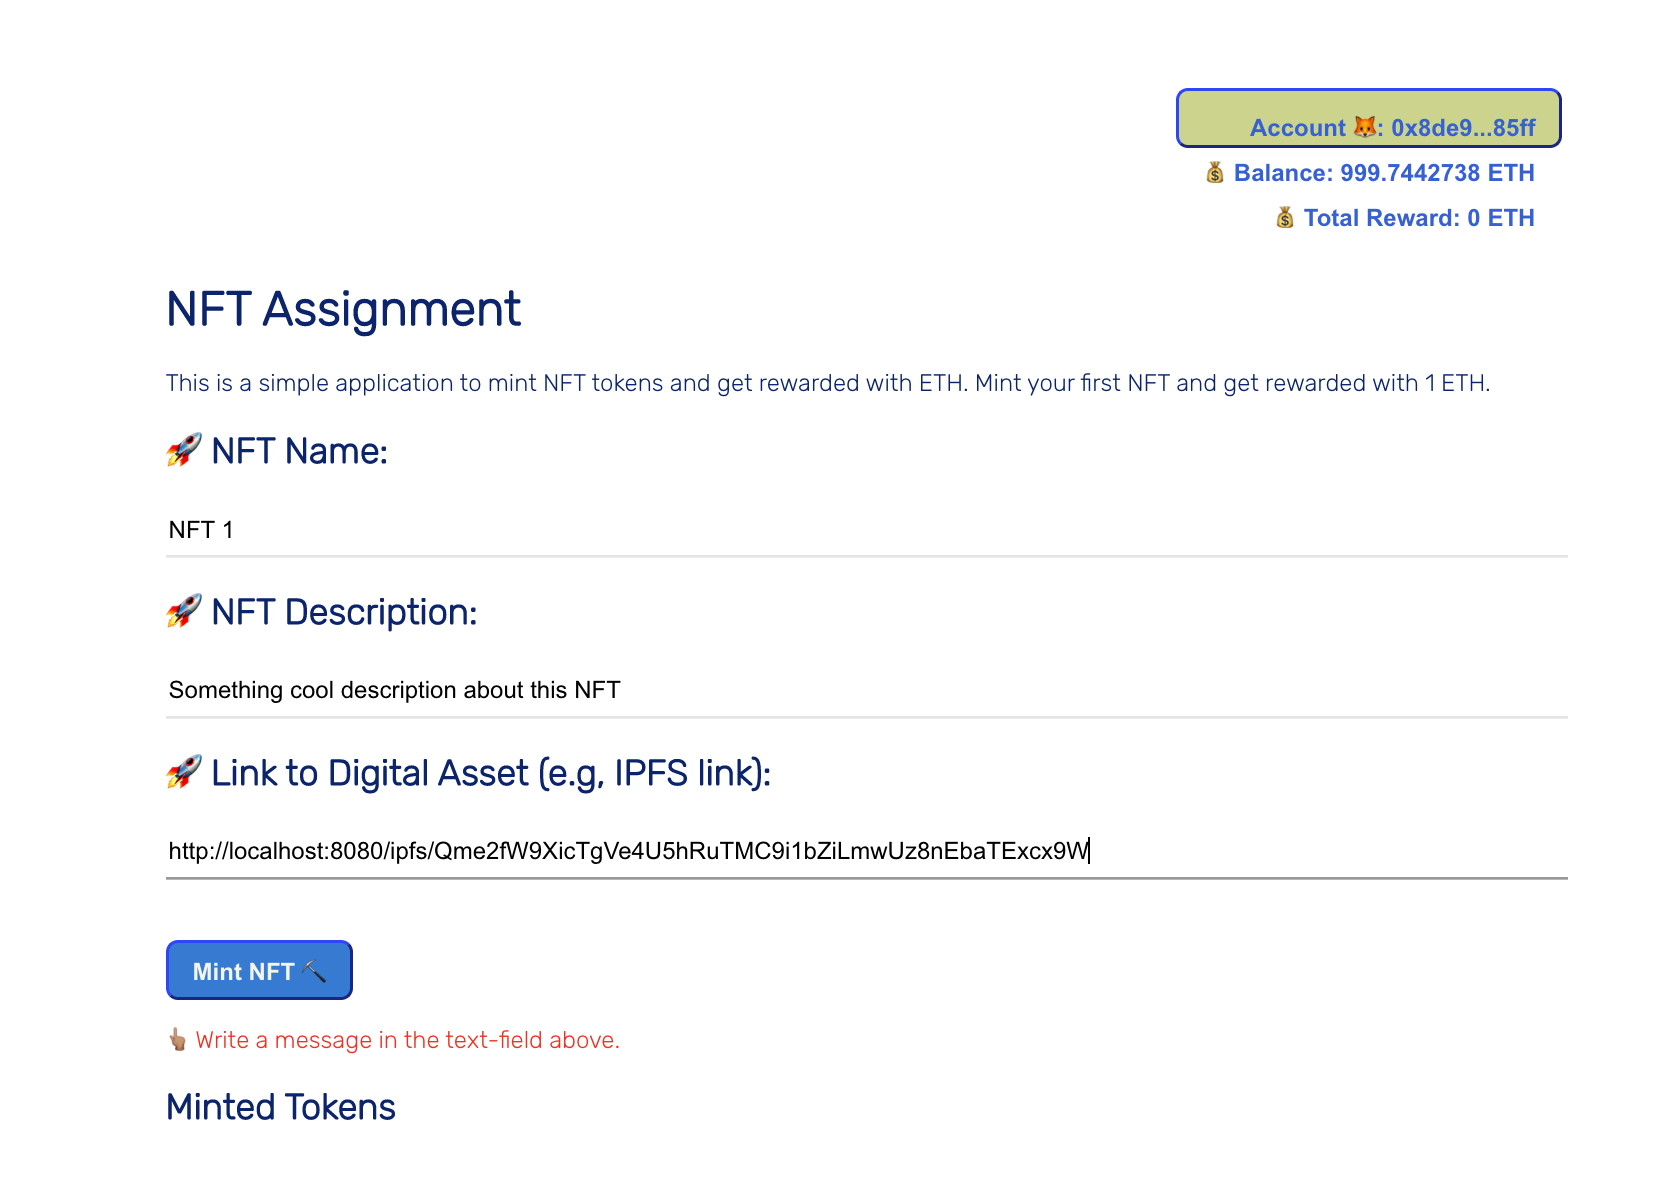 Account 🦊: 0x8de9...85ff
💰 Balance: 999.7442738 ETH
💰 Total Reward: 0 ETH
NFT Assignment
This is a simple application to mint NFT tokens and get rewarded with ETH. Mint your first NFT and get rewarded with 1 ETH.
🚀 NFT Name:
NFT 1
🚀 NFT Description:
Something cool description about this NFT
🚀 Link to Digital Asset (e.g, IPFS link):
http://localhost:8080/ipfs/Qme2fW9XicTgVe4U5hRuTMC9i1bZiLmwUz8nEbaTExcx9W
Mint NFT ⛏️
👆🏽 Write a message in the text-field above.
Minted Tokens